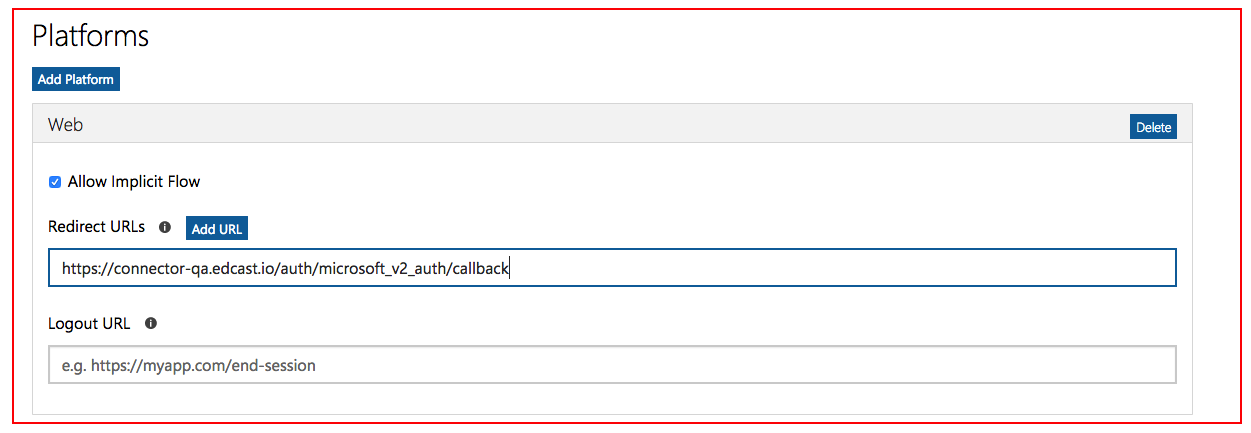 Platforms
Add Platform
Web
Delete
Allow Implicit Flow
Redirect URLs
Add URL
https://connector-qa.edcast.io/auth/microsoft_v2_auth/callback
Logout URL
e.g. https://myapp.com/end-session